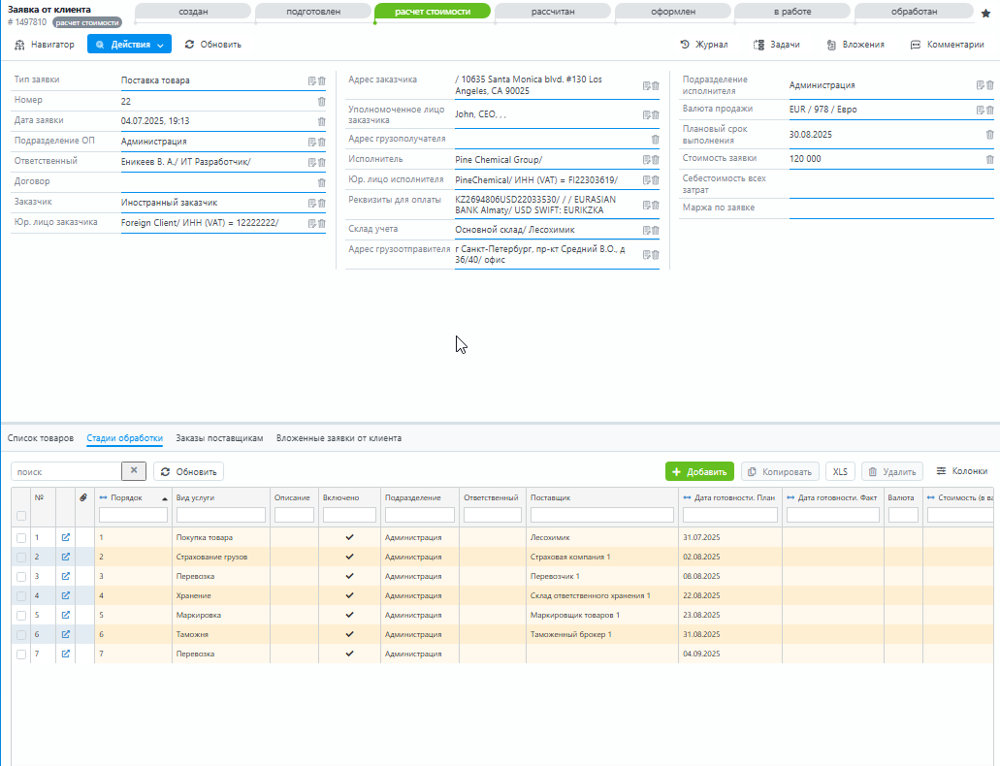 Заявка от клиента
# 1497810 расчет стоимости
создан подготовлен расчет стоимости рассчитан оформлен в работе обработан
Навигатор Действия Обновить Журнал Задачи Вложения Комментарии
Тип заявки Поставка товара
Номер 22
Дата заявки 04.07.2025, 19:13
Подразделение ОП Администрация
Ответственный Еникеев В. А./ ИТ Разработчик/
Договор
Заказчик Иностранный заказчик
Юр. лицо заказчика Foreign Client/ ИНН (VAT) = 12222222/
Адрес заказчика / 10635 Santa Monica blvd. #130 Los
Angeles, CA 90025
Уполномоченное лицо
заказчика John, CEO, , ,
Адрес грузополучателя
Исполнитель Pine Chemical Group/
Юр. лицо исполнителя PineChemical/ ИНН (VAT) = FI22303619/
Реквизиты для оплаты KZ2694806USD22033530/ / / EURASIAN
BANK Almaty/ USD SWIFT: EURIKZKA
Склад учета Основной склад/ Лесохимик
Адрес грузоотправителя г Санкт-Петербург, пр-кт Средний В.О., д
36/40/ офис
Подразделение
исполнителя Администрация
Валюта продажи EUR / 978 / Евро
Плановый срок
выполнения 30.08.2025
Стоимость заявки 120 000
Себестоимость всех
затрат
Маржа по заявке
Список товаров Стадии обработки Заказы поставщикам Вложенные заявки от клиента
поиск × Обновить + Добавить Копировать XLS Удалить Колонки
№ Порядок Вид услуги Описание Включено Подразделение Ответственный Поставщик Дата готовности. План Дата готовности. Факт Валюта Стоимость (в ва
1 1 Покупка товара Администрация Лесохимик 31.07.2025
2 2 Страхование грузов Администрация Страховая компания 1 02.08.2025
3 3 Перевозка Администрация Перевозчик 1 08.08.2025
4 4 Хранение Администрация Склад ответственного хранения 1 22.08.2025
5 5 Маркировка Администрация Маркировщик товаров 1 23.08.2025
6 6 Таможня Администрация Таможенный брокер 1 31.08.2025
7 7 Перевозка Администрация 04.09.2025